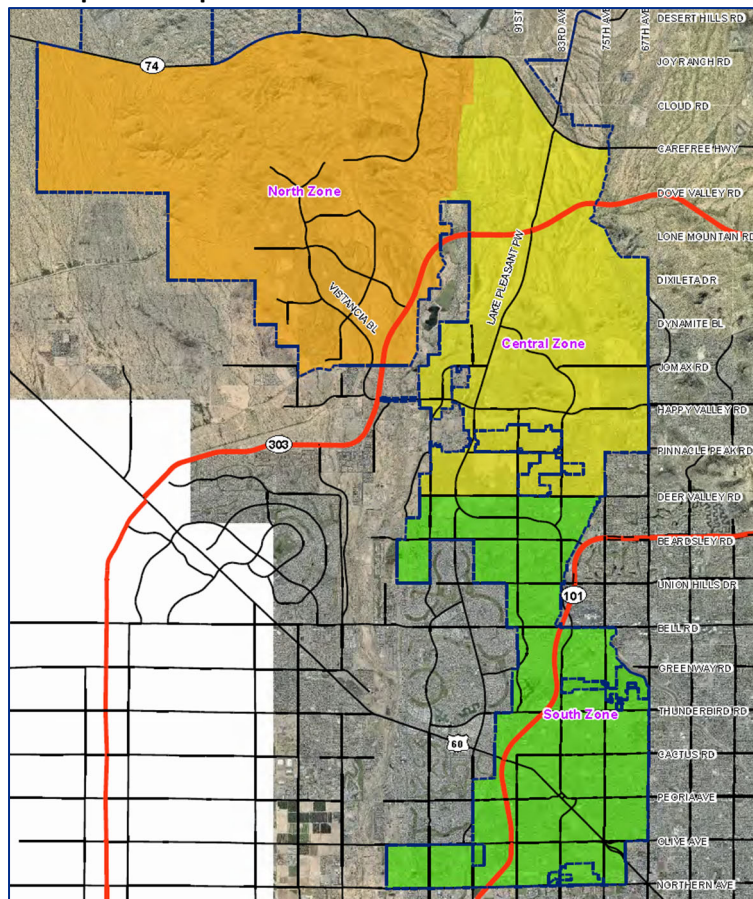 91ST
83RD AVE
75TH AVE
67TH AVE
DESERT HILLS RD
JOY RANCH RD
74
CLOUD RD
CAREFREE HWY
North Zone
DOVE VALLEY RD
LONE MOUNTAIN RD
LAKE PLEASANT PW
DIXILETA DR
VISTANCIA BL
DYNAMITE BL
Central Zone
JOMAX RD
HAPPY VALLEY RD
303
PINNACLE PEAK RD
DEER VALLEY RD
BEARDSLEY RD
UNION HILLS DR
101
BELL RD
GREENWAY RD
South Zone
THUNDERBIRD RD
60
CACTUS RD
PEORIA AVE
OLIVE AVE
NORTHERN AVE